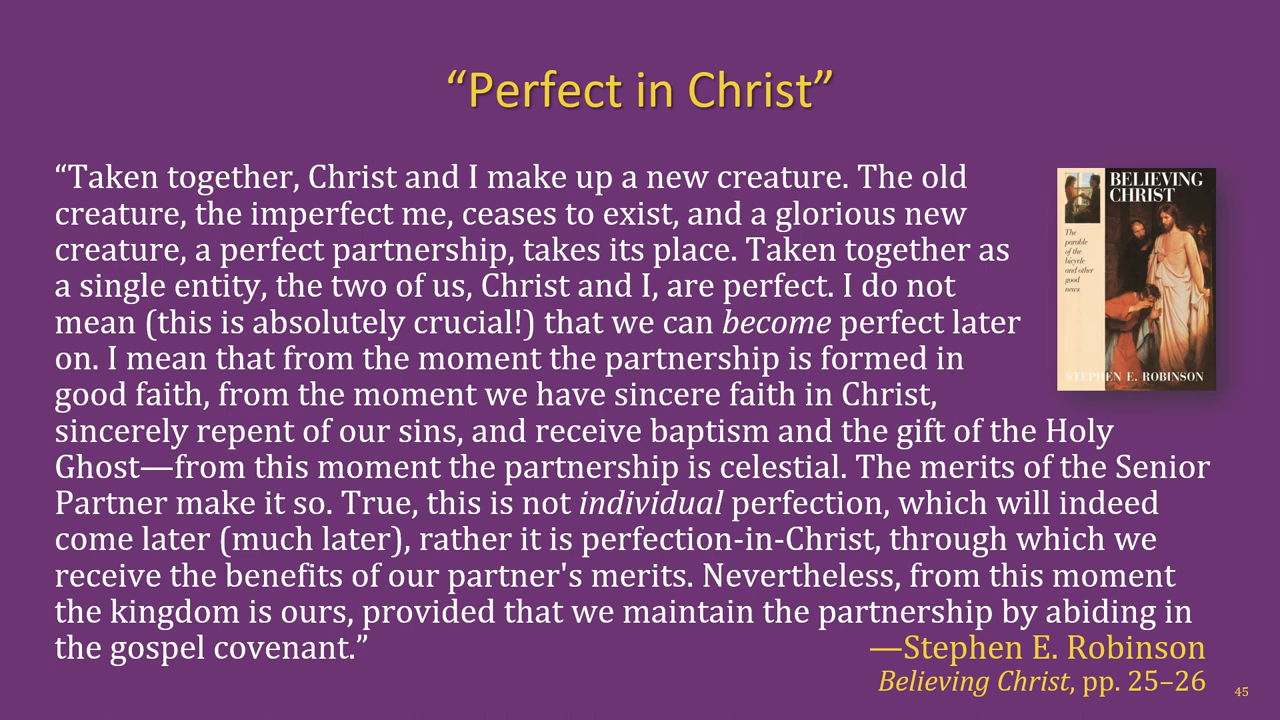 “Perfect in Christ”
“Taken together, Christ and I make up a new creature. The old
creature, the imperfect me, ceases to exist, and a glorious new
creature, a perfect partnership, takes its place. Taken together as
a single entity, the two of us, Christ and I, are perfect. I do not
mean (this is absolutely crucial!) that we can become perfect later
on. I mean that from the moment the partnership is formed in
good faith, from the moment we have sincere faith in Christ,
sincerely repent of our sins, and receive baptism and the gift of the Holy
Ghost—from this moment the partnership is celestial. The merits of the Senior
Partner make it so. True, this is not individual perfection, which will indeed
come later (much later), rather it is perfection-in-Christ, through which we
receive the benefits of our partner's merits. Nevertheless, from this moment
the kingdom is ours, provided that we maintain the partnership by abiding in
the gospel covenant.”
—Stephen E. Robinson
Believing Christ, pp. 25–26
45
BELIEVING
CHRIST
The
parable
of the
bicycle
and other
good
news
STEPHEN E. ROBINSON